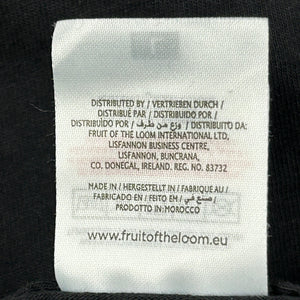 DISTRIBUTED BY / VERTRIEBEN DURCH /
DISTRIBUÉ PAR / DISTRIBUIDO POR /
DISTRIBUÍDO POR / وزع من طرف / DISTRIBUITO DA:
FRUIT OF THE LOOM INTERNATIONAL LTD,
LISFANNON BUSINESS CENTRE,
LISFANNON, BUNCRANA,
CO. DONEGAL, IRELAND. REG. NO. 83732
MADE IN / HERGESTELLT IN / FABRIQUE AU /
FABRICADO EN / FEITO EM / صنع في /
PRODOTTO IN: MOROCCO
www.fruitoftheloom.eu